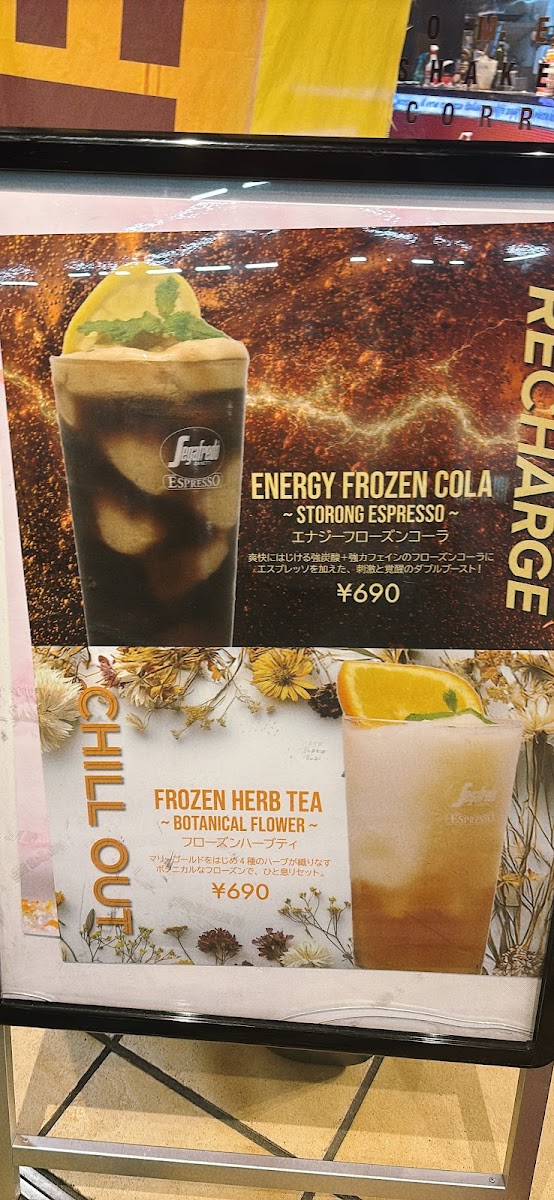 OME
SHAKE
CORR
RECHARGE
Segafredo
ESPRESSO
ENERGY FROZEN COLA
~ STORONG ESPRESSO ~
エナジーフローズンコーラ
爽快にはじける強炭酸+強カフェインのフローズンコーラに
エスプレッソを加えた、刺激と覚醒のダブルブースト!
¥690
CHILL OUT
FROZEN HERB TEA
~ BOTANICAL FLOWER ~
フローズンハーブティ
マリーゴールドをはじめ4種のハーブが織りなす
ボタニカルなフローズンで、ひと息リセット。
¥690
Segafredo
ESPRESSO